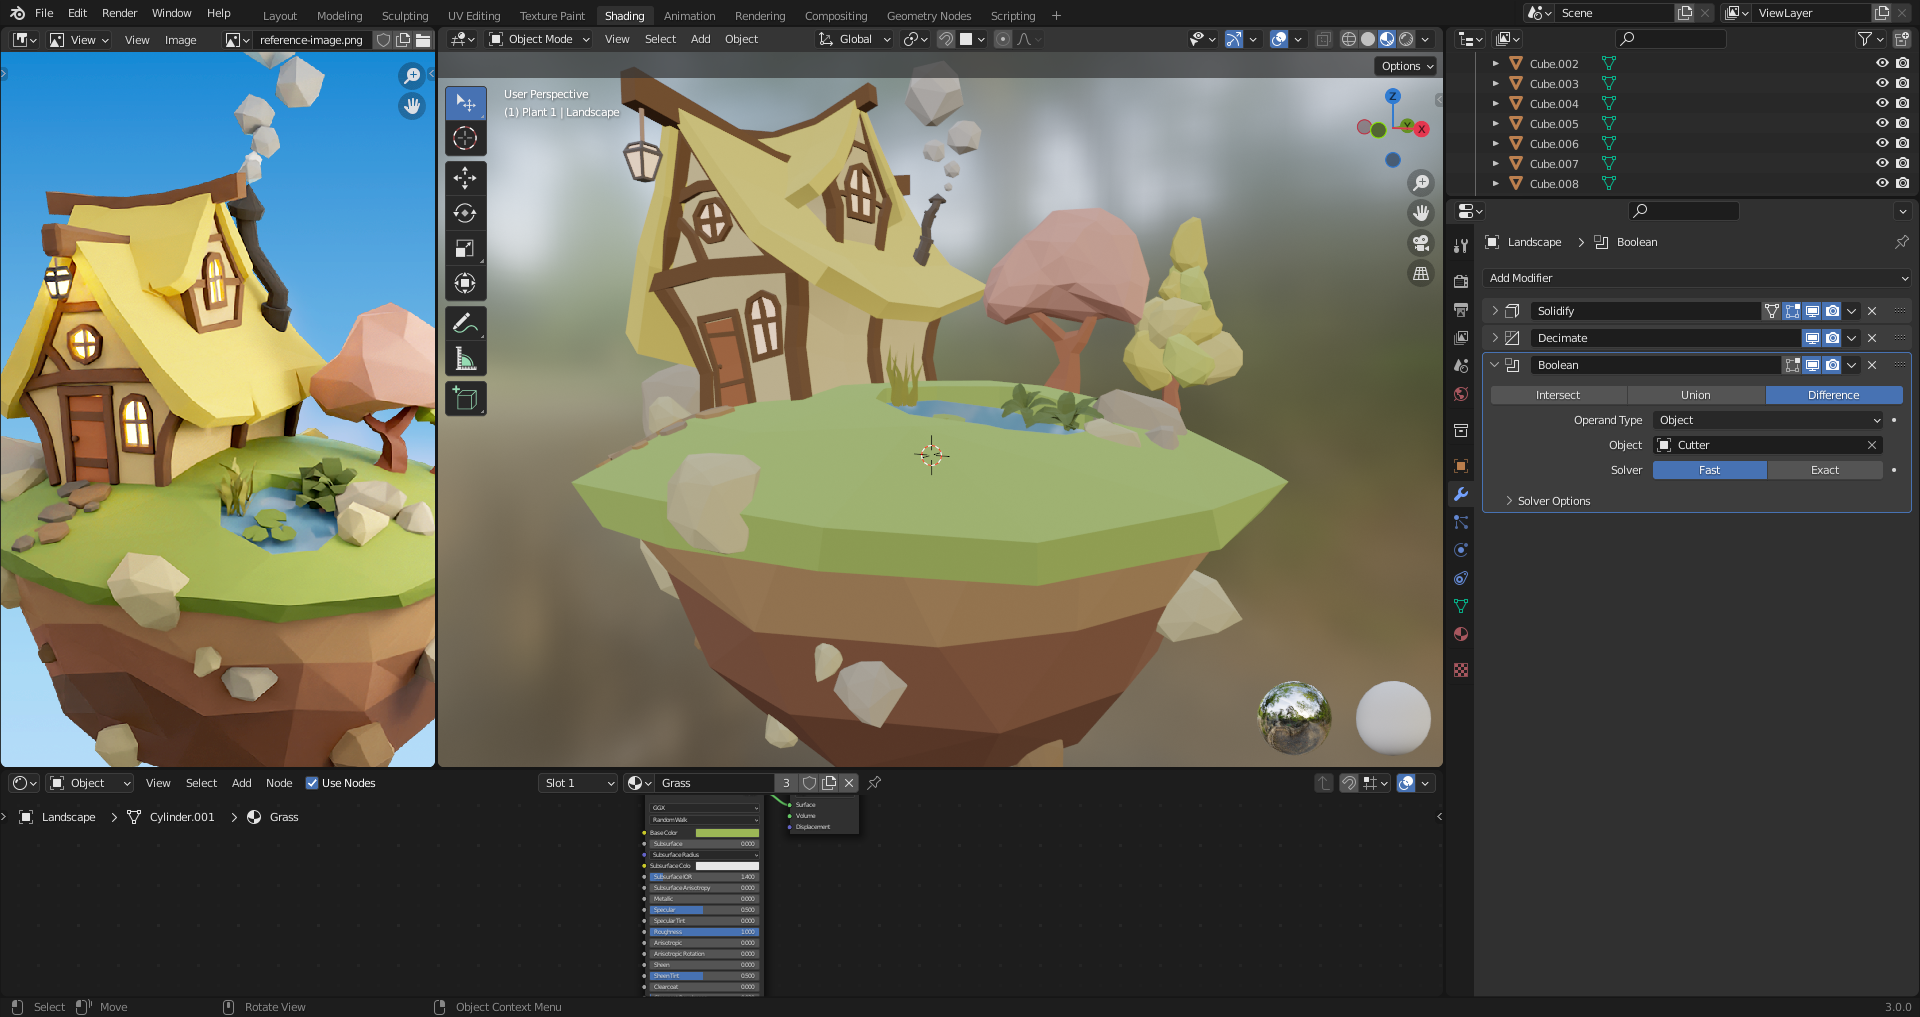 File Edit Render Window Help
Layout Modeling Sculpting UV Editing Texture Paint Shading Animation Rendering Compositing Geometry Nodes Scripting +
Scene
ViewLayer
View View Image reference-image.png
Object Mode View Select Add Object Global
Options
User Perspective
(1) Plant 1 | Landscape
Z
Y
X
Cube.002
Cube.003
Cube.004
Cube.005
Cube.006
Cube.007
Cube.008
Landscape > Boolean
Add Modifier
Solidify
Decimate
Boolean
Intersect Union Difference
Operand Type Object
Object Cutter
Solver Fast Exact
Solver Options
Object View Select Add Node Use Nodes Slot 1 Grass 3
Landscape > Cylinder.001 > Grass
GGX
Random Walk
Base Color
Subsurface 0.000
Subsurface Radius
Subsurface Colo
Subsurface IOR 1.400
Subsurface Anisotropy 0.000
Metallic 0.000
Specular 0.500
Specular Tint 0.000
Roughness 1.000
Anisotropic 0.000
Anisotropic Rotation 0.000
Sheen 0.000
Sheen Tint 0.500
Clearcoat 0.000
Surface
Volume
Displacement
Select Move Rotate View Object Context Menu 3.0.0